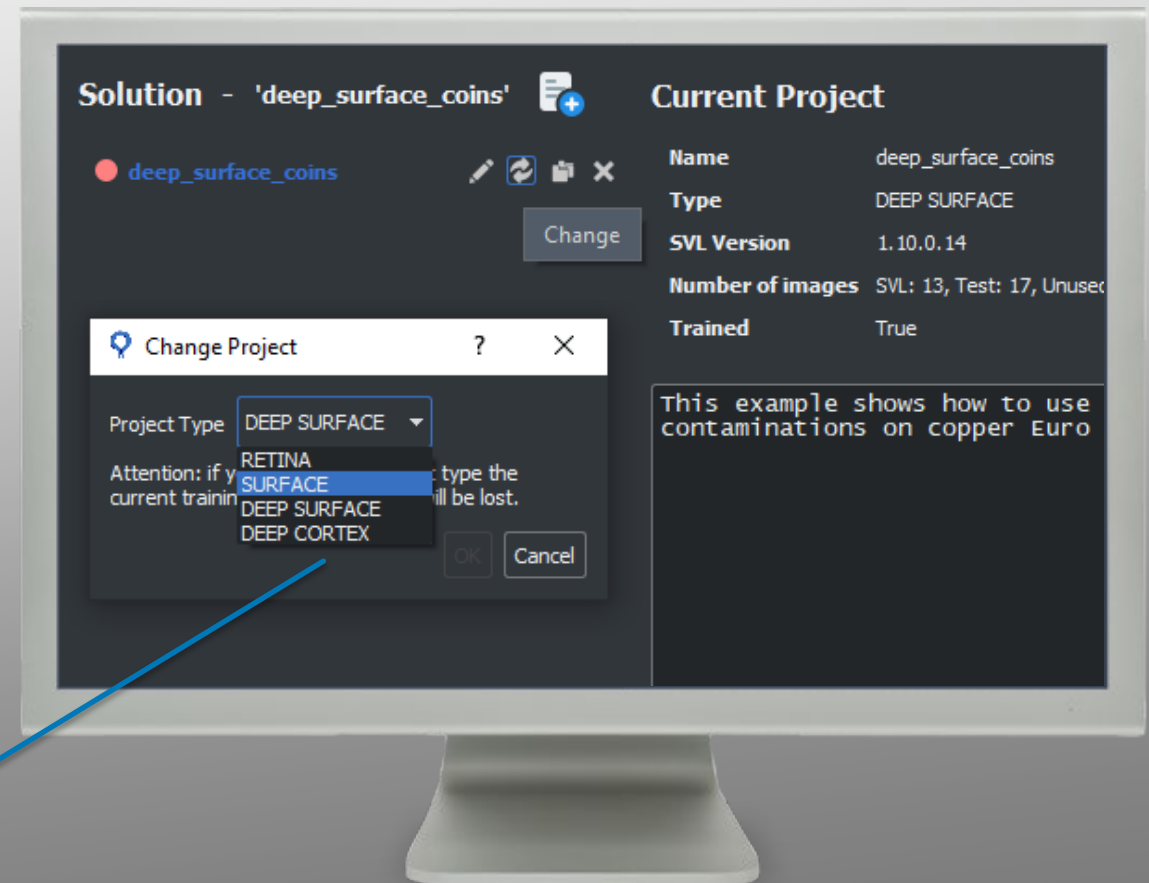 Solution - 'deep_surface_coins'
deep_surface_coins
Change
Current Project
Name deep_surface_coins
Type DEEP SURFACE
SVL Version 1.10.0.14
Number of images SVL: 13, Test: 17,
Trained True
This example shows how to use
contaminations on copper Euro
Change Project ?
Project Type DEEP SURFACE
RETINA
SURFACE
DEEP SURFACE
DEEP CORTEX
Attention: if type the
current will be lost.
OK Cancel